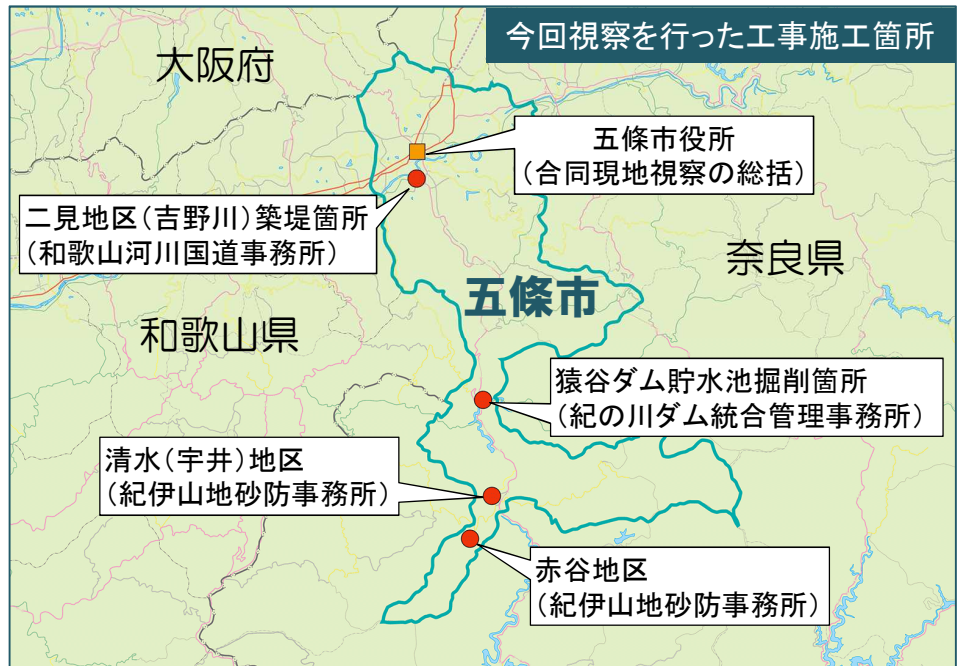 今回視察を行った工事施工箇所
大阪府
五條市役所
(合同現地視察の総括)
二見地区(吉野川)築堤箇所
(和歌山河川国道事務所)
奈良県
五條市
和歌山県
猿谷ダム貯水池掘削箇所
(紀の川ダム統合管理事務所)
清水(宇井)地区
(紀伊山地砂防事務所)
赤谷地区
(紀伊山地砂防事務所)